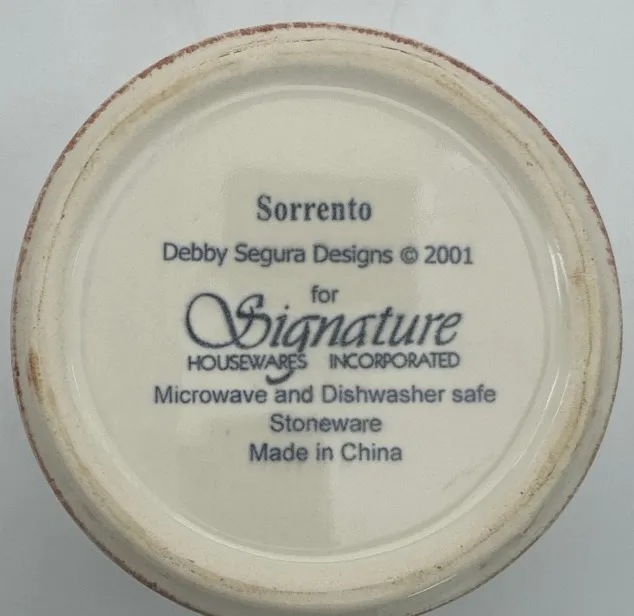 Sorrento
Debby Segura Designs © 2001
for
Signature
HOUSEWARES INCORPORATED
Microwave and Dishwasher safe
Stoneware
Made in China